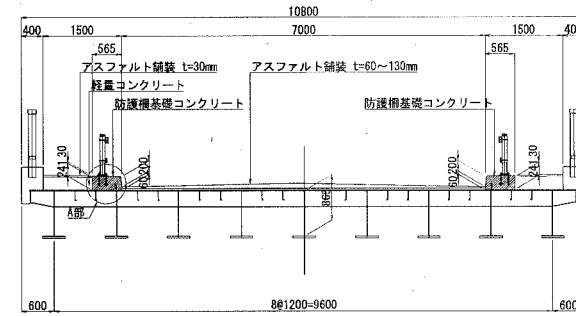 10800
400 1500 7000 1500 40
565 565
アスファルト舗装 t=30mm アスファルト舗装 t=60～130mm
軽量コンクリート
防護柵基礎コンクリート 防護柵基礎コンクリート
241 30 60 200 60 200 241 30
865
A部
600 8@1200=9600 600